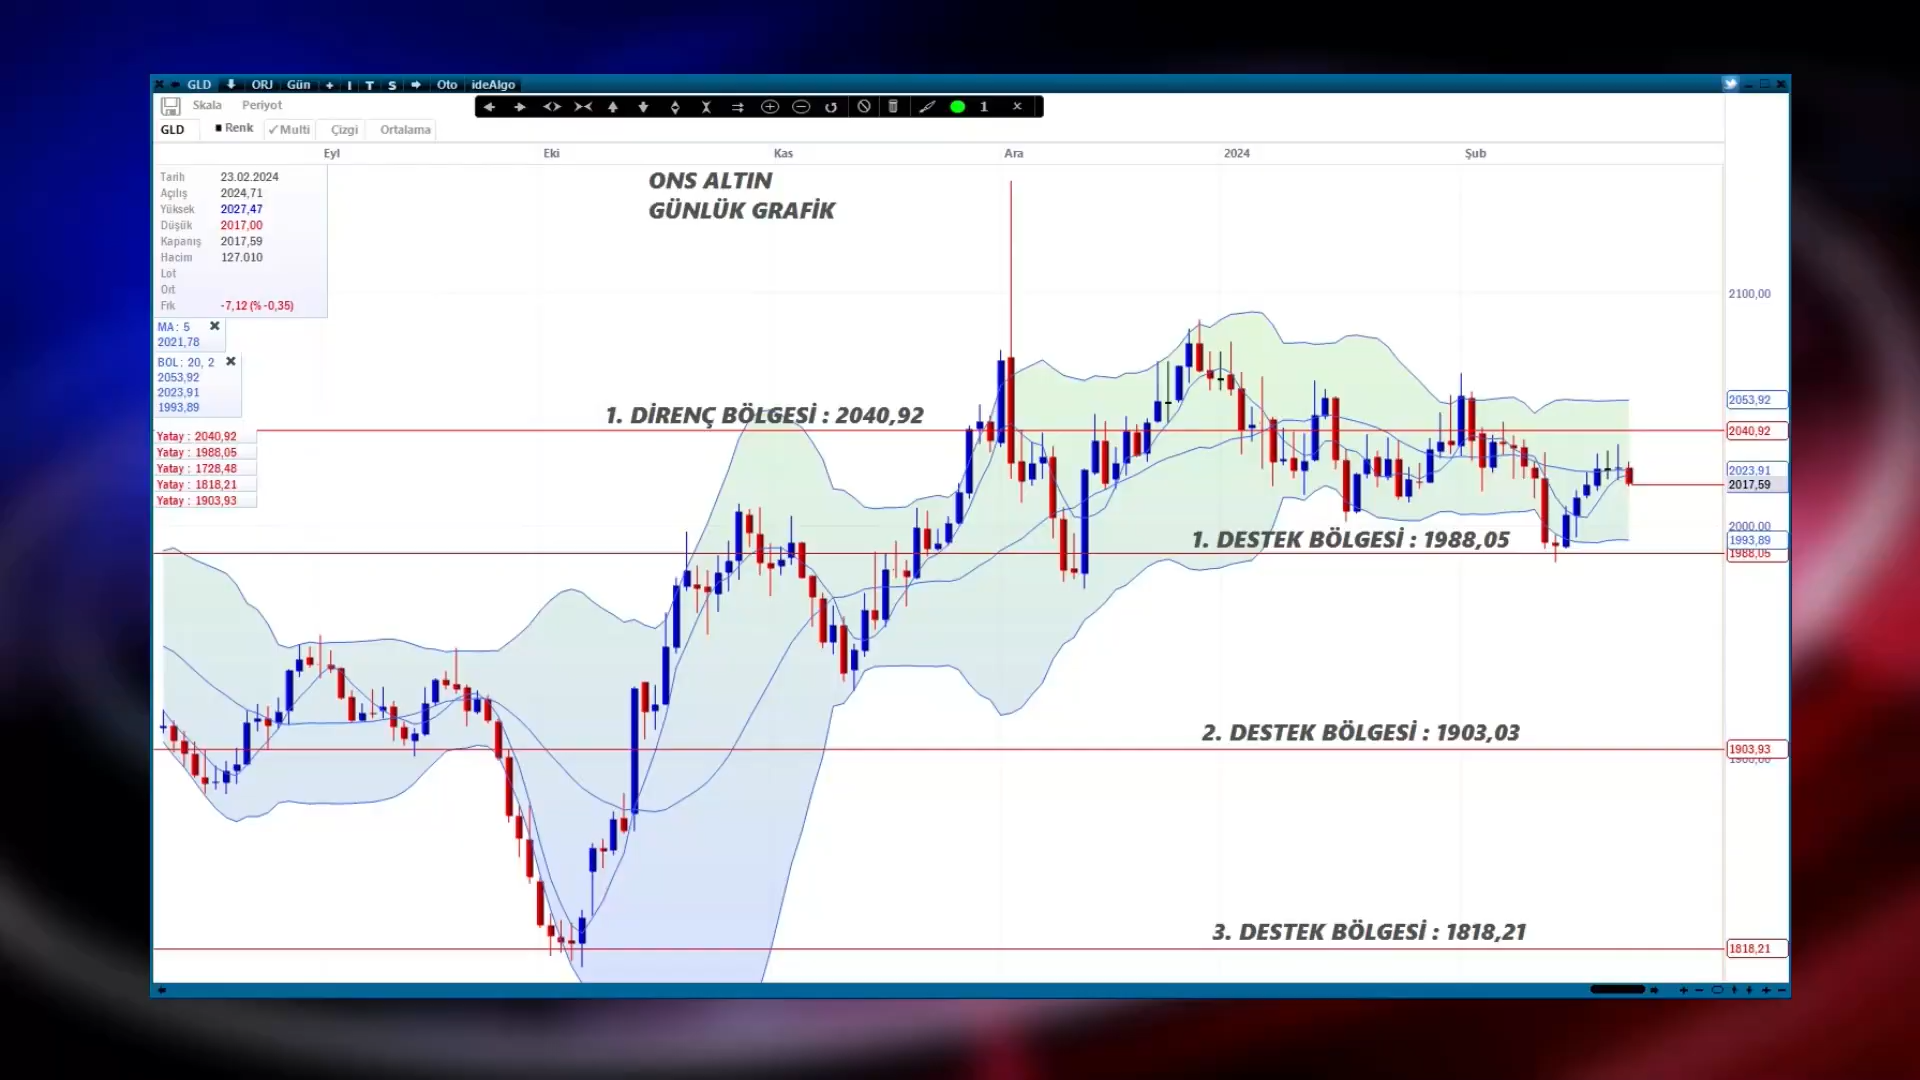 GLD ORJ Gün + I T S Oto ideAlgo
Skala Periyot
1
GLD Renk Multi Çizgi Ortalama
Eyl Eki Kas Ara 2024 Şub
Tarih 23.02.2024
Açılış 2024,71
Yüksek 2027,47
Düşük 2017,00
Kapanış 2017,59
Hacim 127.010
Lot
Ort
Frk -7,12 (% -0,35)
MA : 5
2021,78
BOL: 20, 2
2053,92
2023,91
1993,89
Yatay : 2040,92
Yatay : 1988,05
Yatay : 1728,48
Yatay : 1818,21
Yatay : 1903,93
ONS ALTIN
GÜNLÜK GRAFİK
1. DİRENÇ BÖLGESİ : 2040,92
1. DESTEK BÖLGESİ : 1988,05
2. DESTEK BÖLGESİ : 1903,03
3. DESTEK BÖLGESİ : 1818,21
2100,00
2053,92
2040,92
2023,91
2017,59
2000,00
1993,89
1988,05
1903,93
1900,00
1818,21